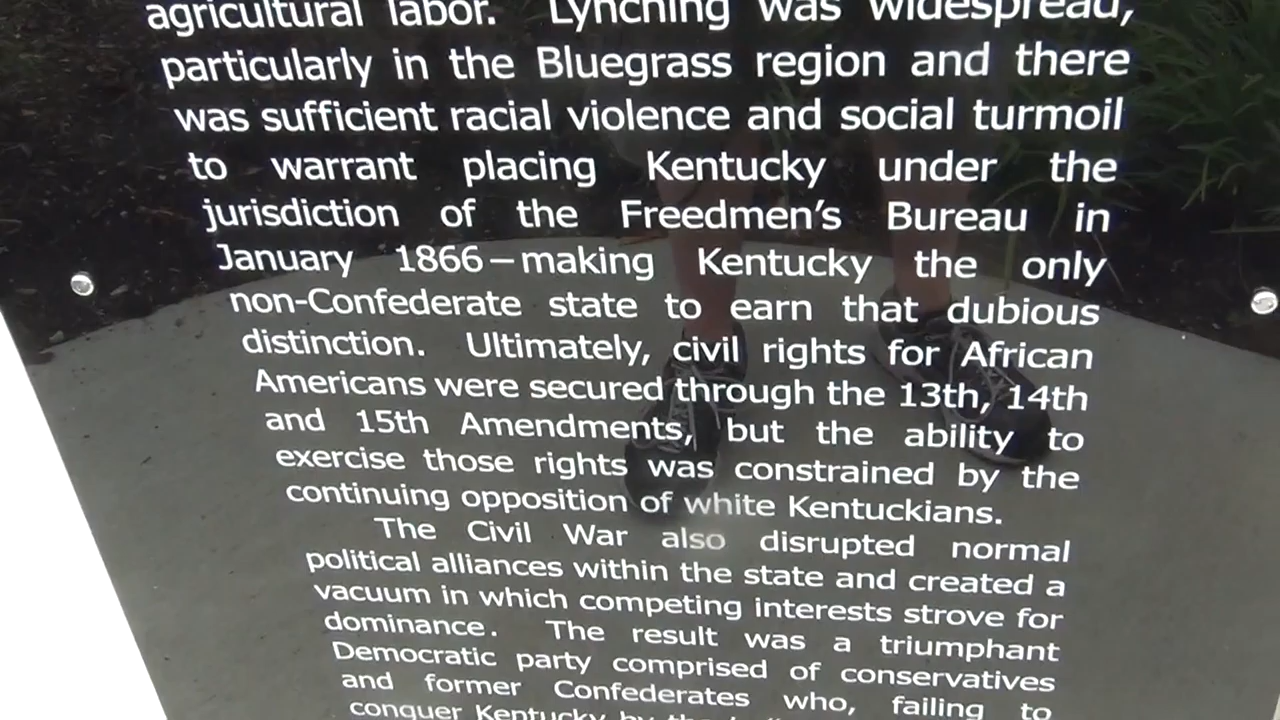 agricultural labor. Lynching was widespread,
particularly in the Bluegrass region and there
was sufficient racial violence and social turmoil
to warrant placing Kentucky under the
jurisdiction of the Freedmen's Bureau in
January 1866–making Kentucky the only
non-Confederate state to earn that dubious
distinction. Ultimately, civil rights for African
Americans were secured through the 13th, 14th
and 15th Amendments, but the ability to
exercise those rights was constrained by the
continuing opposition of white Kentuckians.
The Civil War also disrupted normal
political alliances within the state and created a
vacuum in which competing interests strove for
dominance. The result was a triumphant
Democratic party comprised of conservatives
and former Confederates who, failing to
conquer Kentucky by the